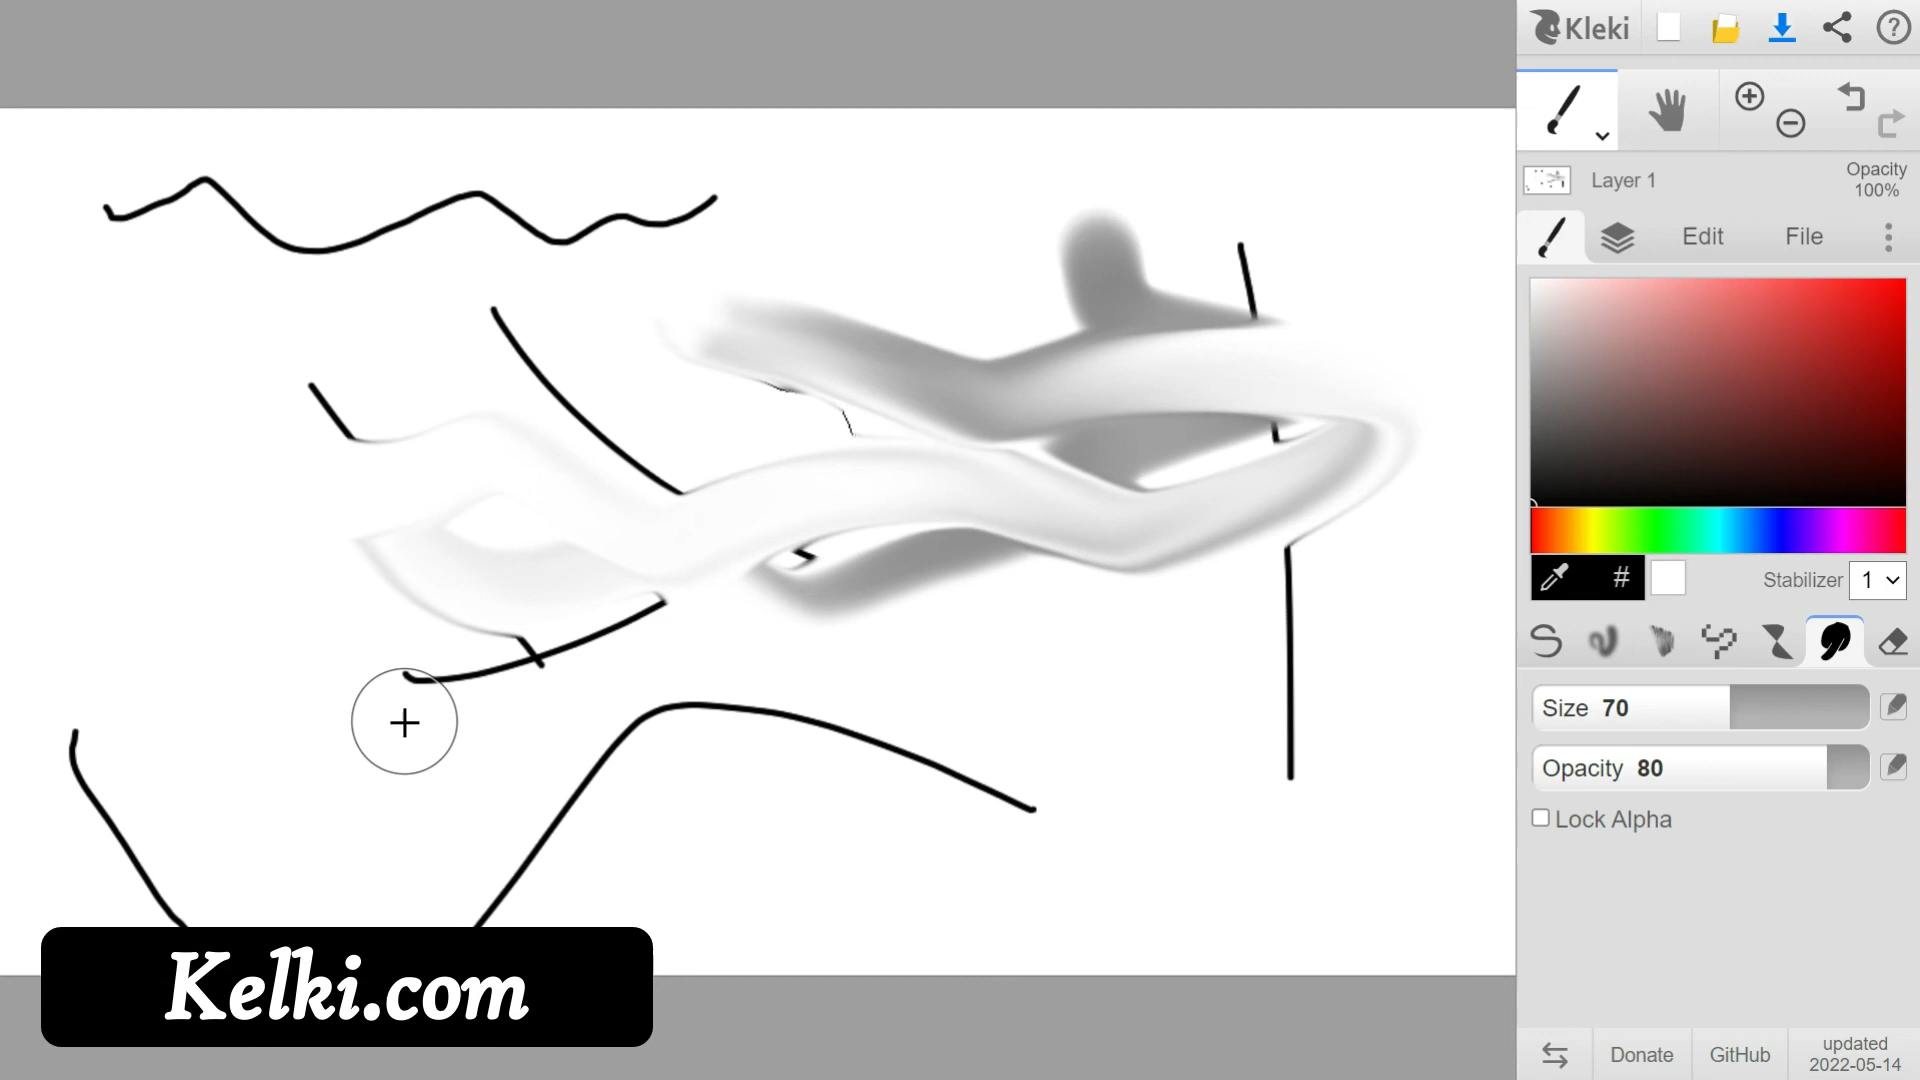 Kleki
?
Layer 1
Opacity
100%
Edit
File
#
Stabilizer
1
Size 70
Opacity 80
Lock Alpha
Kelki.com
Donate
GitHub
updated
2022-05-14